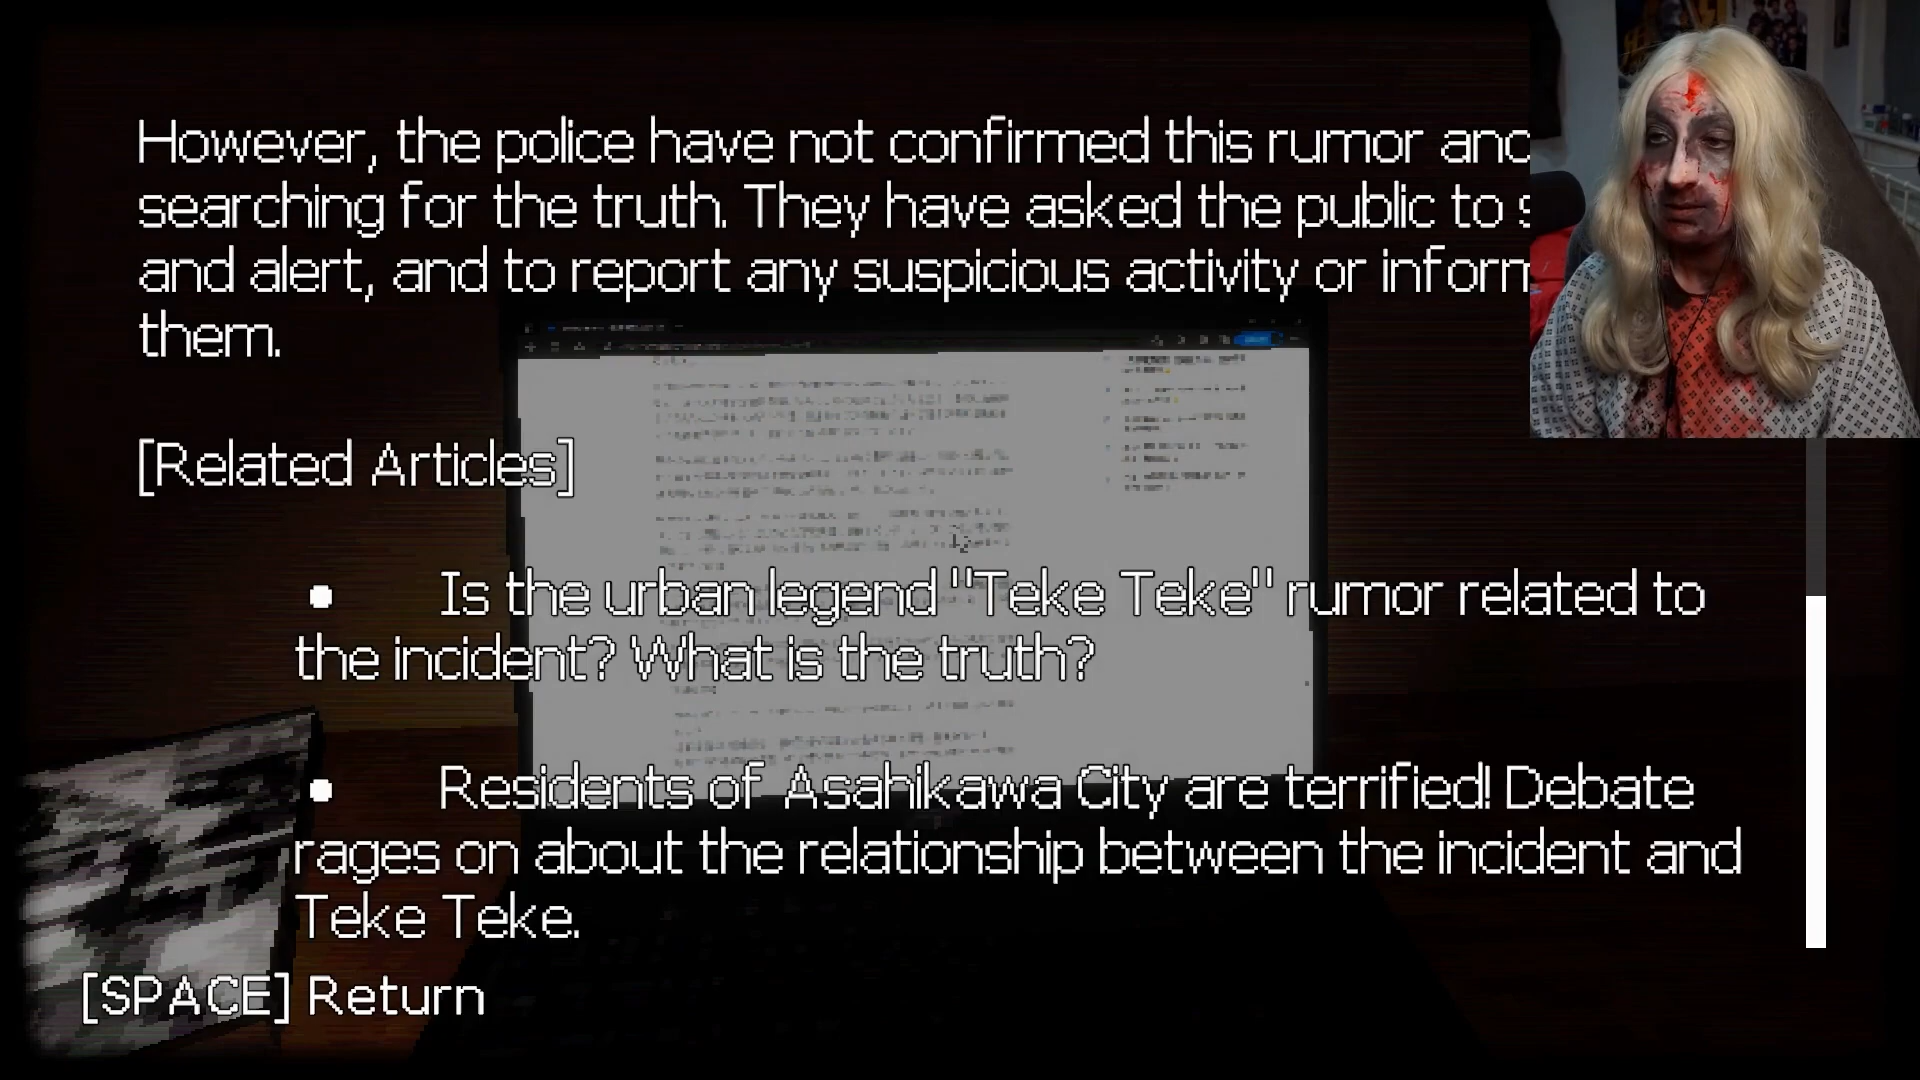 However, the police have not confirmed this rumor and
searching for the truth. They have asked the public to
and alert, and to report any suspicious activity or
them.
[Related Articles]
• Is the urban legend "Teke Teke" rumor related to
the incident? What is the truth?
• Residents of Asahikawa City are terrified! Debate
rages on about the relationship between the incident and
Teke Teke.
[SPACE] Return